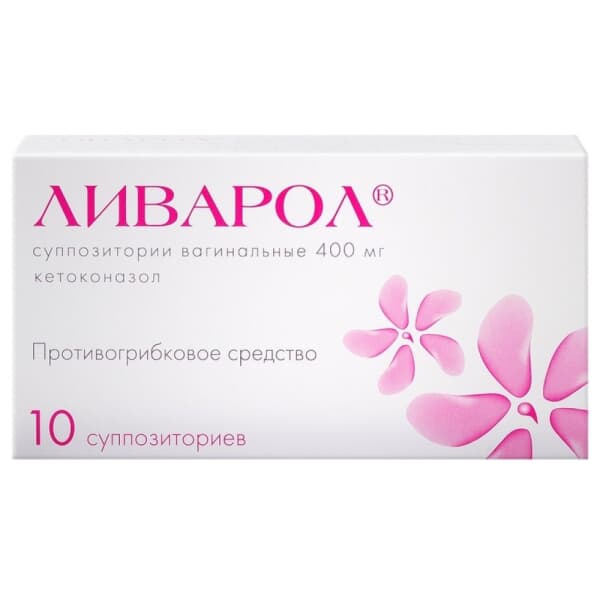 ЛИВАРОЛ®
суппозитории вагинальные 400 мг
кетоконазол
Противогрибковое средство
10 суппозиториев